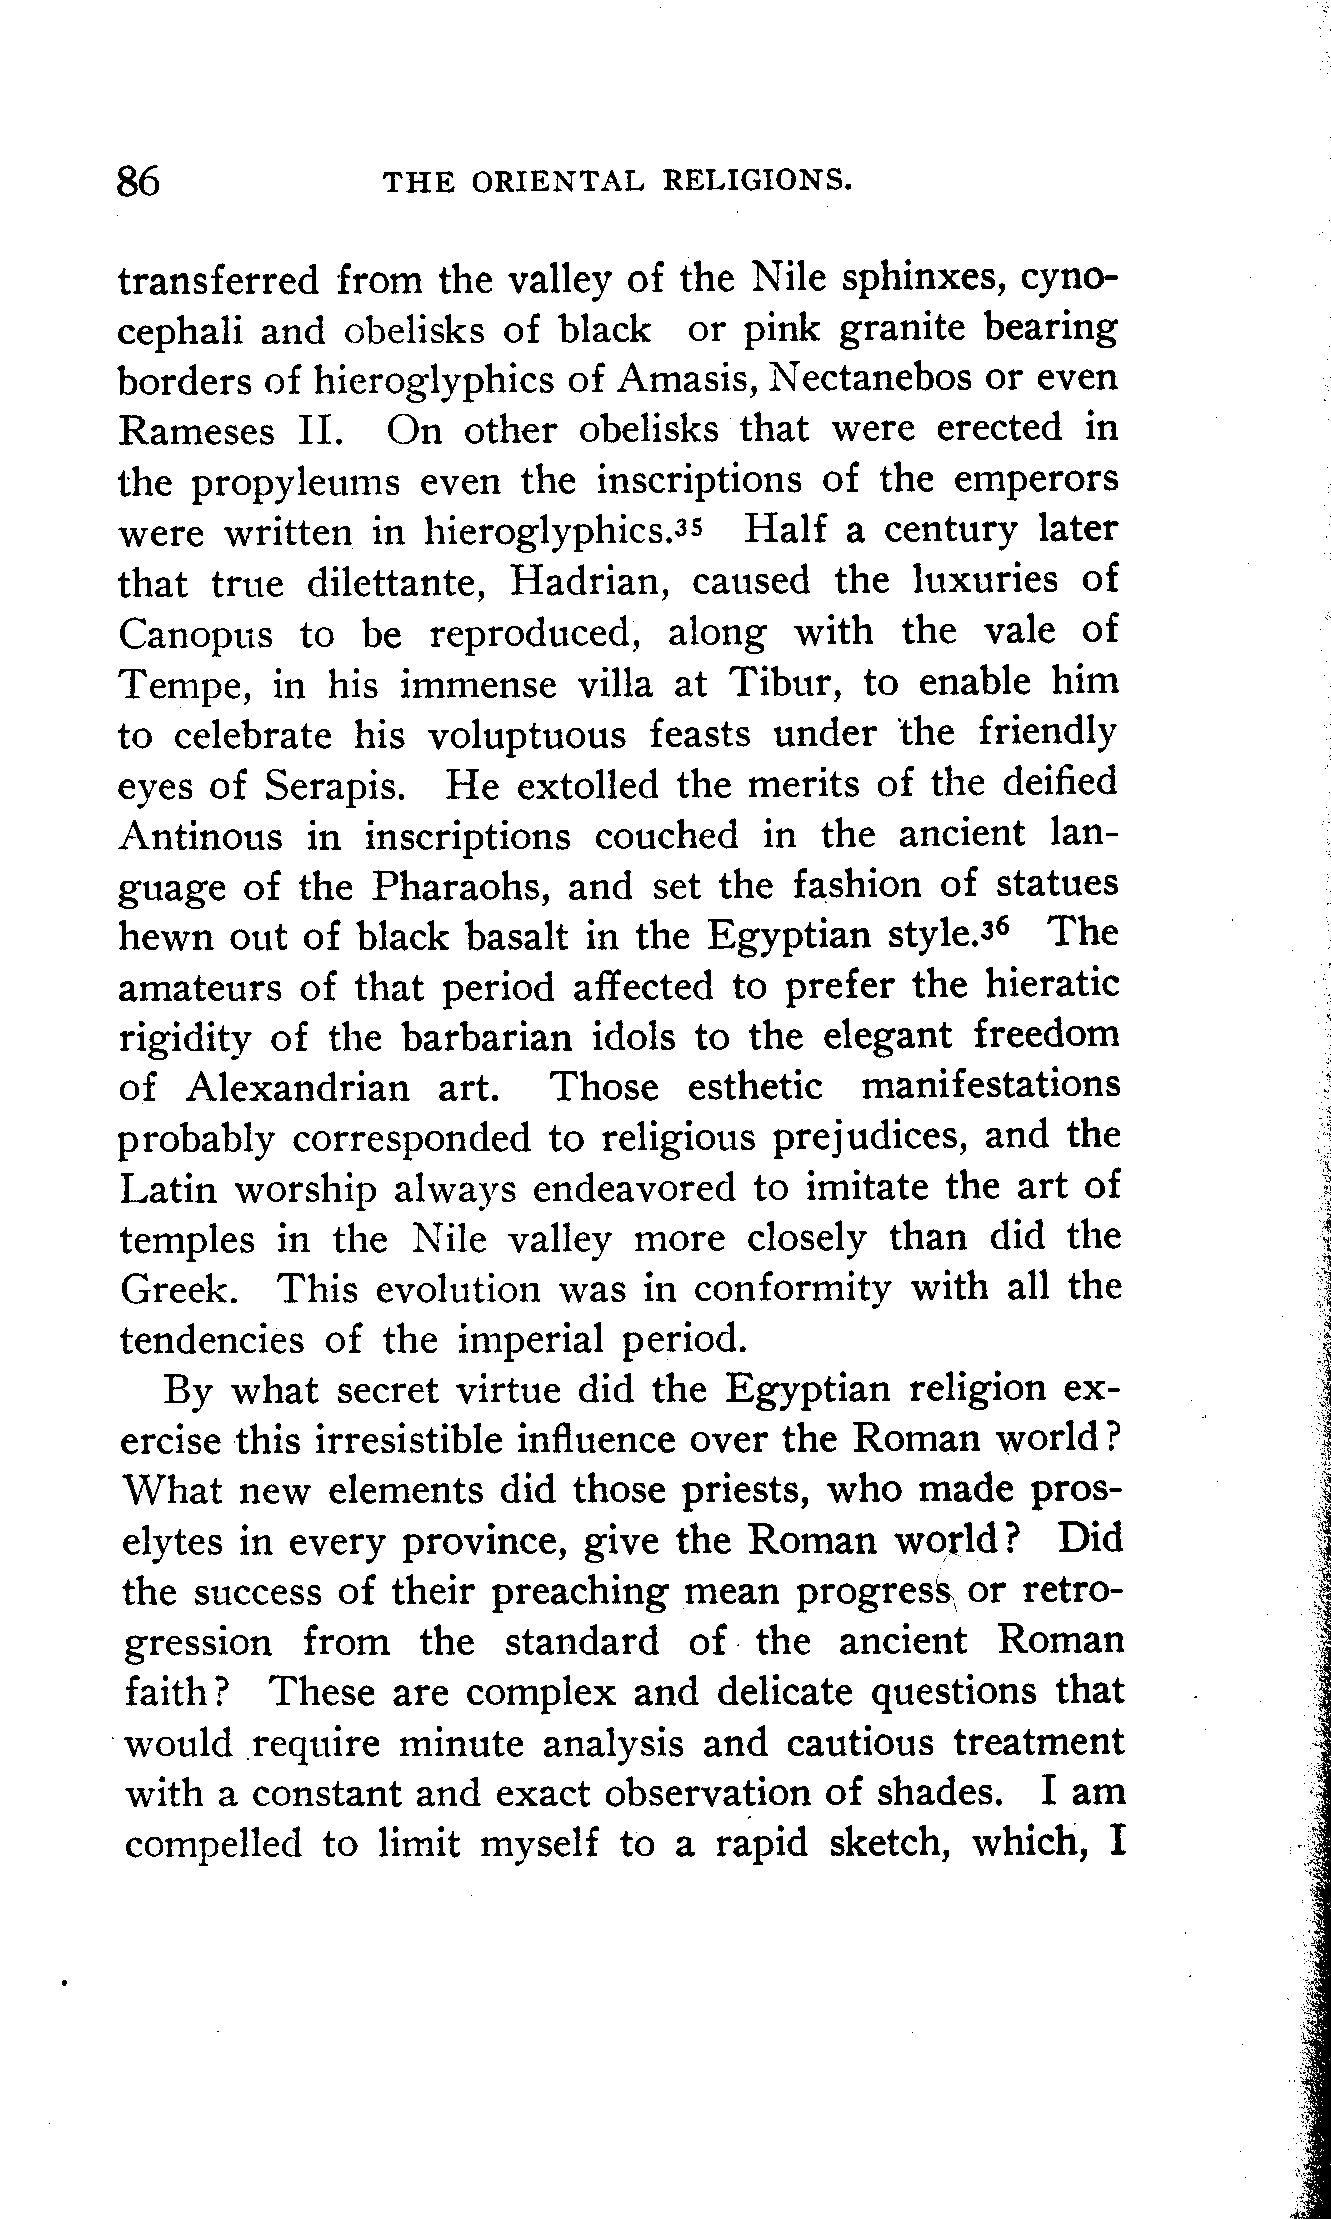 86 THE ORIENTAL RELIGIONS.
transferred from the valley of the Nile sphinxes, cyno-
cephali and obelisks of black or pink granite bearing
borders of hieroglyphics of Amasis, Nectanebos or even
Rameses II. On other obelisks that were erected in
the propyleums even the inscriptions of the emperors
were written in hieroglyphics.35 Half a century later
that true dilettante, Hadrian, caused the luxuries of
Canopus to be reproduced, along with the vale of
Tempe, in his immense villa at Tibur, to enable him
to celebrate his voluptuous feasts under the friendly
eyes of Serapis. He extolled the merits of the deified
Antinous in inscriptions couched in the ancient lan-
guage of the Pharaohs, and set the fashion of statues
hewn out of black basalt in the Egyptian style.36 The
amateurs of that period affected to prefer the hieratic
rigidity of the barbarian idols to the elegant freedom
of Alexandrian art. Those esthetic manifestations
probably corresponded to religious prejudices, and the
Latin worship always endeavored to imitate the art of
temples in the Nile valley more closely than did the
Greek. This evolution was in conformity with all the
tendencies of the imperial period.
By what secret virtue did the Egyptian religion ex-
ercise this irresistible influence over the Roman world?
What new elements did those priests, who made pros-
elytes in every province, give the Roman world? Did
the success of their preaching mean progress or retro-
gression from the standard of the ancient Roman
faith? These are complex and delicate questions that
would require minute analysis and cautious treatment
with a constant and exact observation of shades. I am
compelled to limit myself to a rapid sketch, which, I